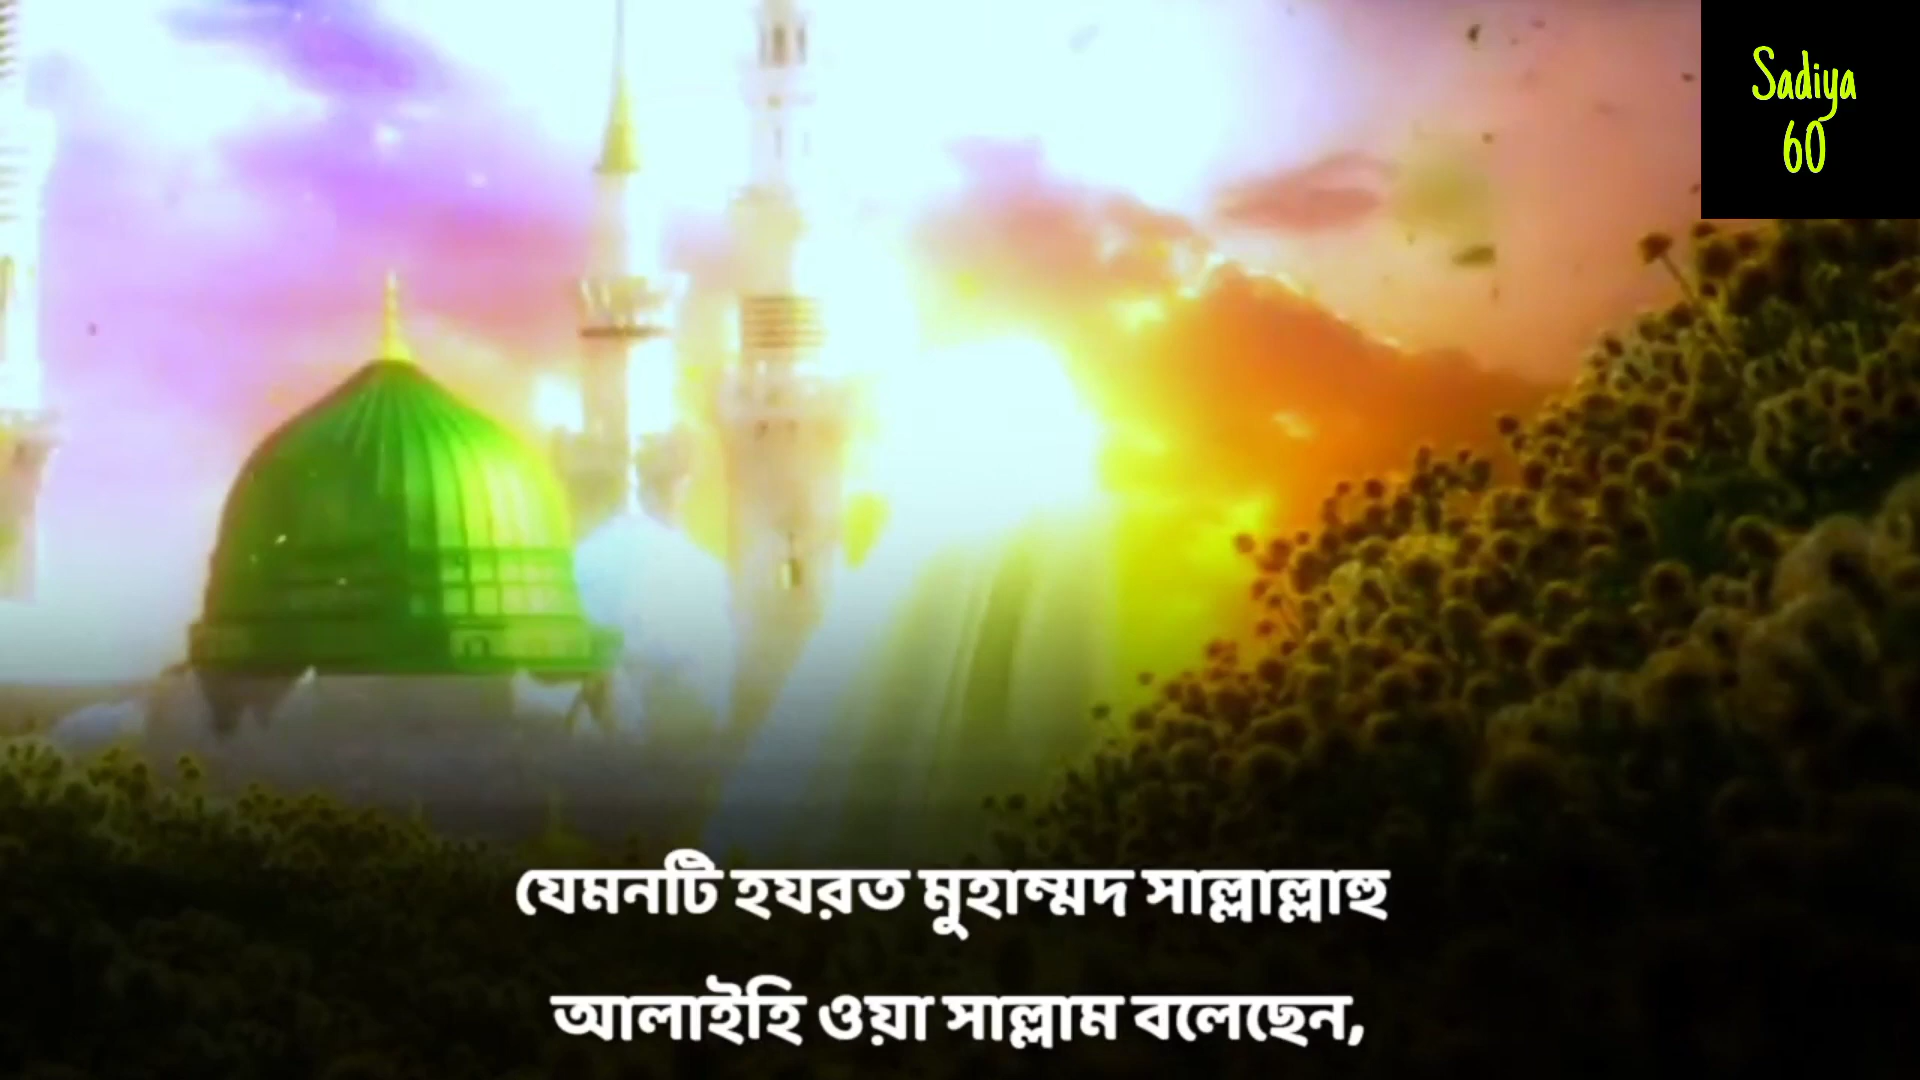 Sadiya
60
যেমনটি হযরত মুহাম্মদ সাল্লাল্লাহু
আলাইহি ওয়া সাল্লাম বলেছেন,